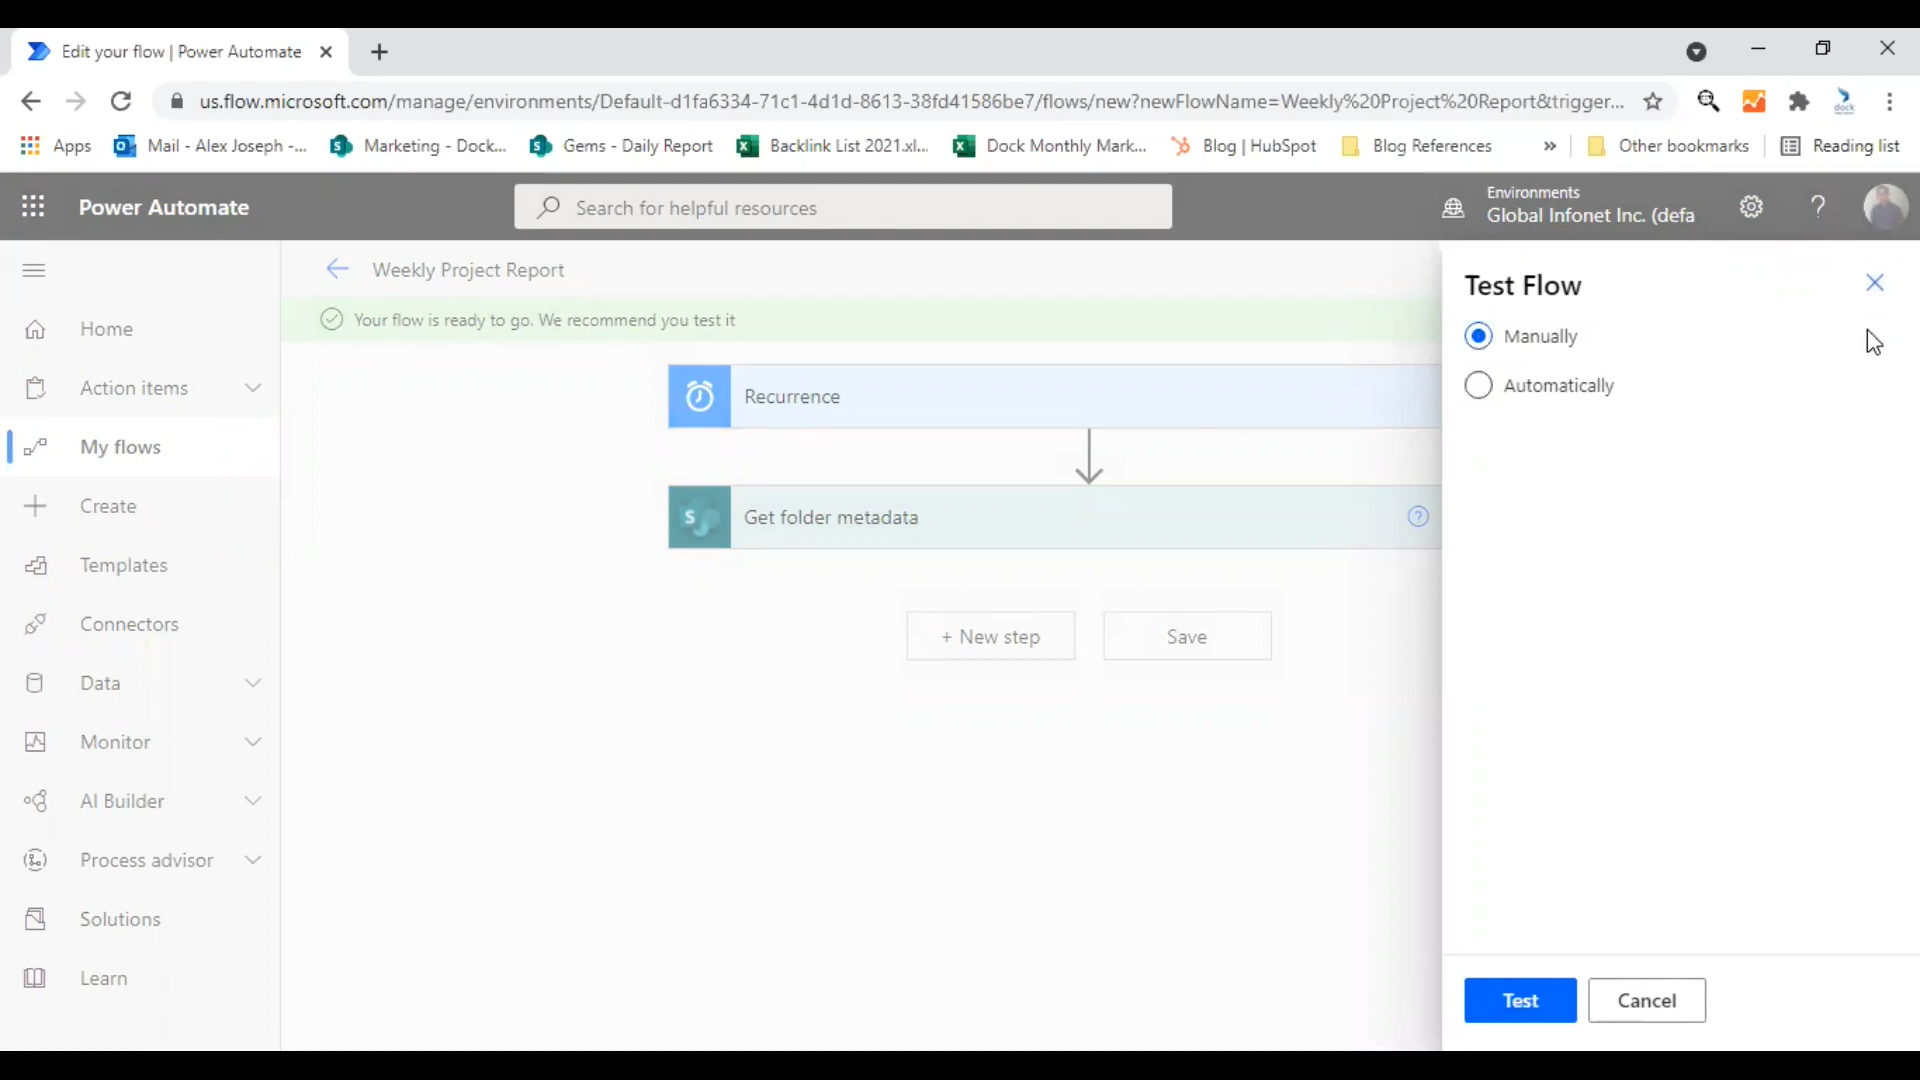 Edit your flow | Power Automate
us.flow.microsoft.com/manage/environments/Default-d1fa6334-71c1-4d1d-8613-38fd41586be7/flows/new?newFlowName=Weekly%20Project%20Report&trigger...
dock
Apps
Mail - Alex Joseph -...
Marketing - Dock...
Gems - Daily Report
Backlink List 2021.xl...
Dock Monthly Mark...
Blog | HubSpot
Blog References
»
Other bookmarks
Reading list
Power Automate
Search for helpful resources
Environments
Global Infonet Inc. (defa
?
Weekly Project Report
Your flow is ready to go. We recommend you test it
Home
Action items
My flows
Create
Templates
Connectors
Data
Monitor
AI Builder
Process advisor
Solutions
Learn
Recurrence
Get folder metadata
?
+ New step
Save
Test Flow
Manually
Automatically
Test
Cancel